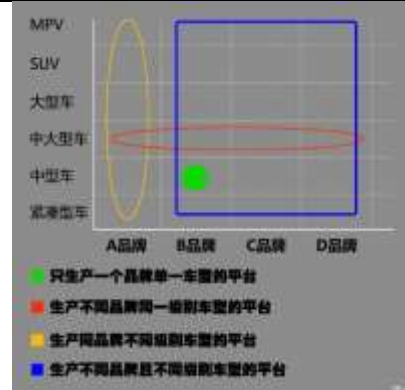 MPV
SUV
大型车
中大型车
中型车
紧凑型车
A品牌 B品牌 C品牌 D品牌
只生产一个品牌单一车型的平台
生产不同品牌同一级别车型的平台
生产同品牌不同级别车型的平台
生产不同品牌且不同级别车型的平台